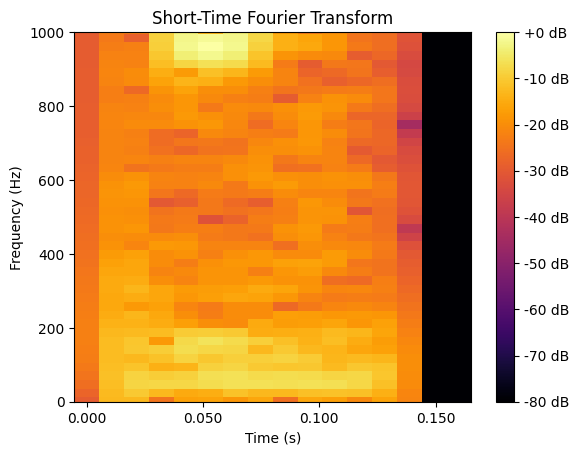 Short-Time Fourier Transform
1000
800
600
400
200
0
Frequency (Hz)
0.000
0.050
0.100
0.150
Time (s)
+0 dB
-10 dB
-20 dB
-30 dB
-40 dB
-50 dB
-60 dB
-70 dB
-80 dB